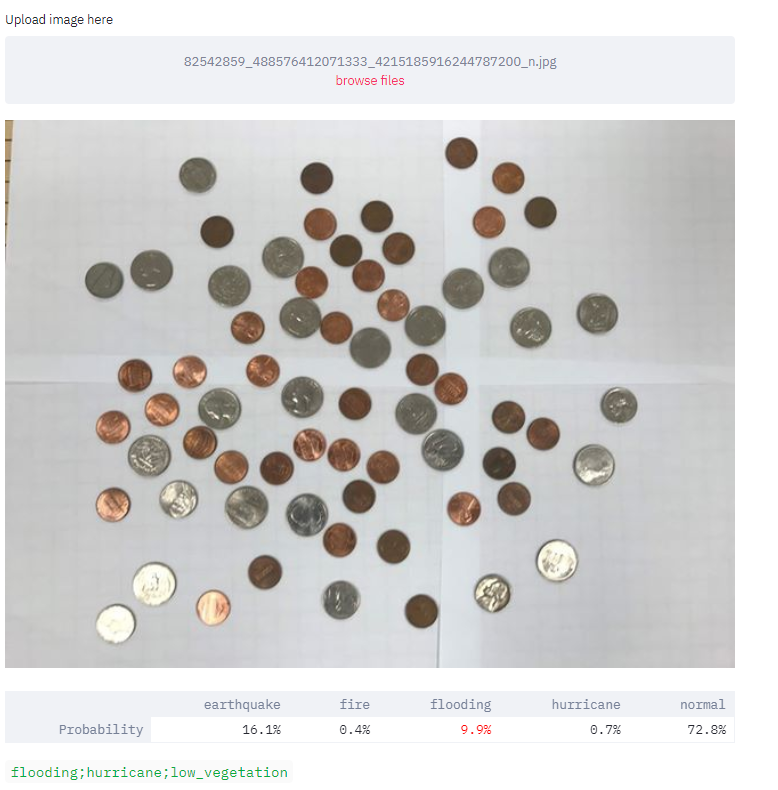 Upload image here
82542859_488576412071333_4215185916244787200_n.jpg
browse files
earthquake fire flooding hurricane normal
Probability 16.1% 0.4% 9.9% 0.7% 72.8%
flooding;hurricane;low_vegetation